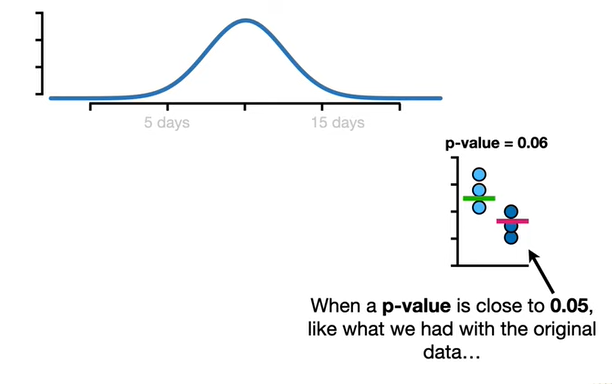 5 days
15 days
p-value = 0.06
When a p-value is close to 0.05,
like what we had with the original
data...